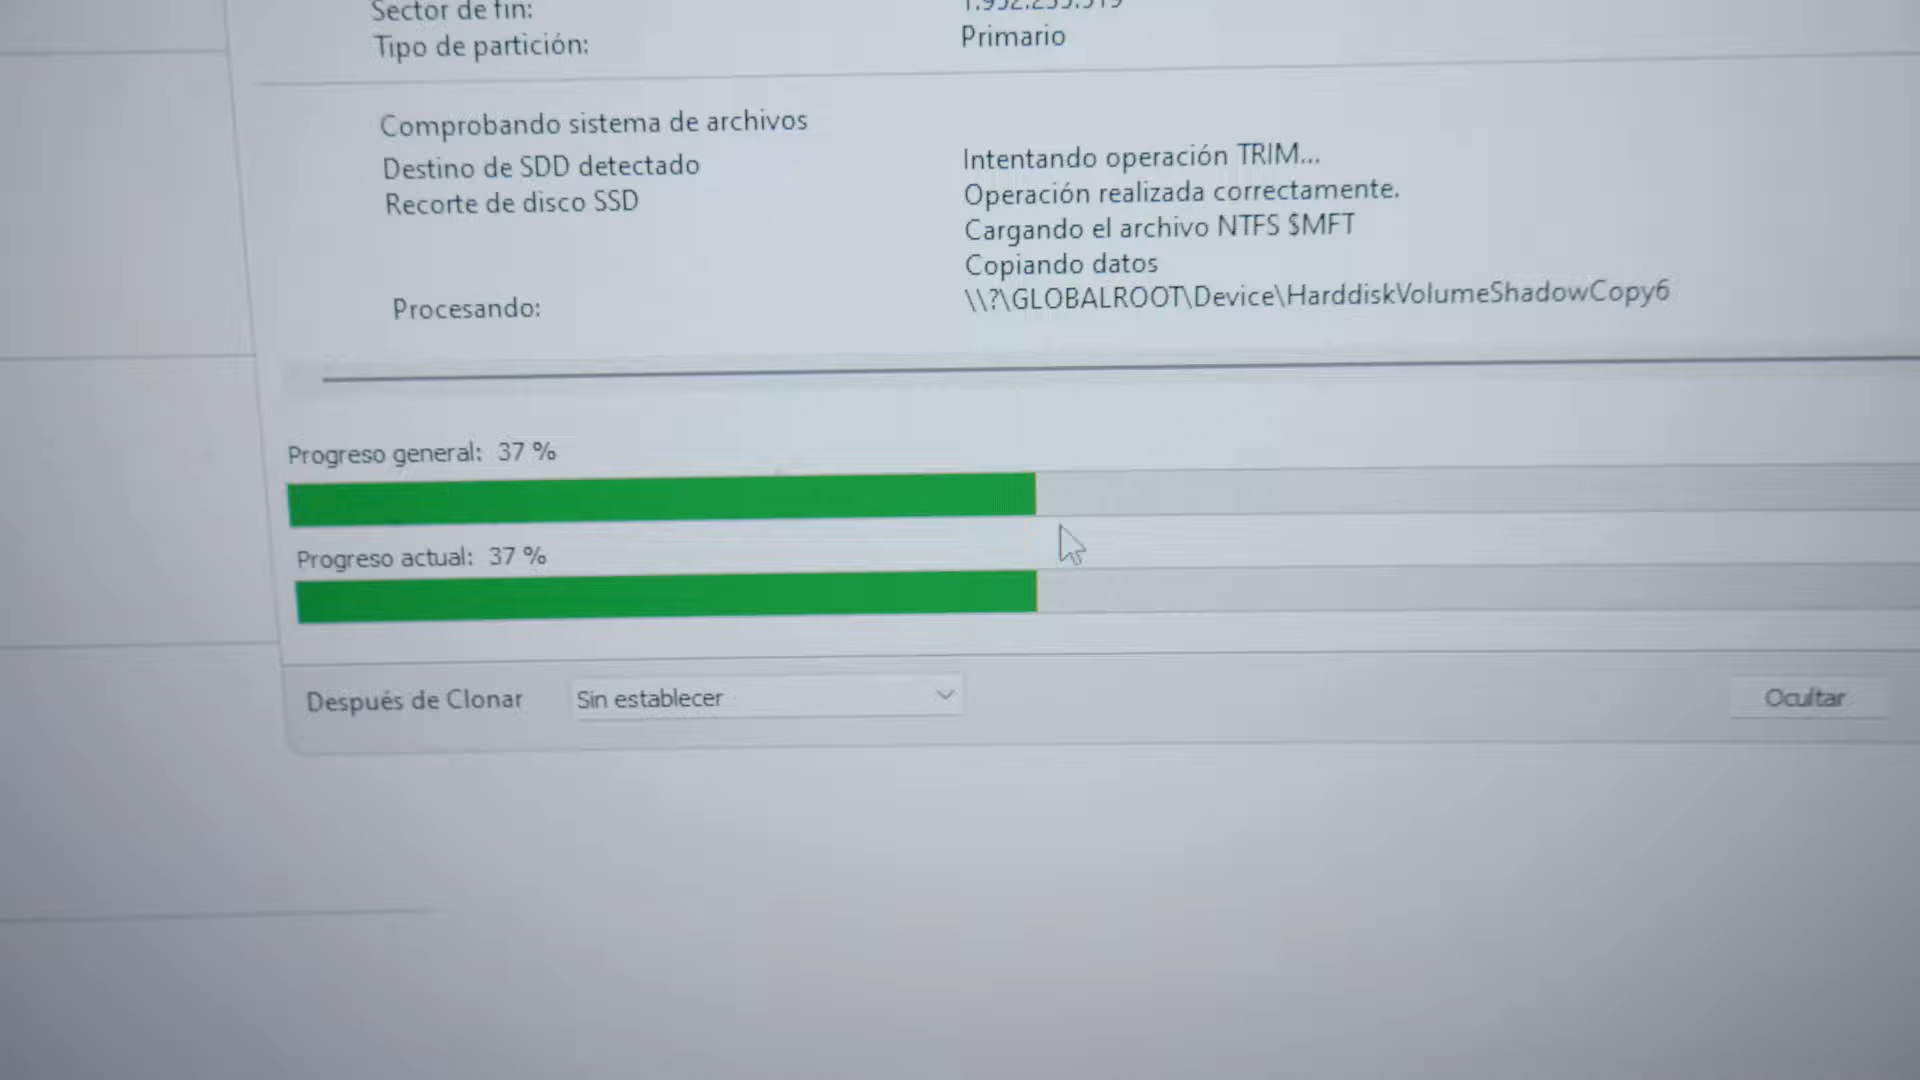 Sector de fin:
Tipo de partición: Primario
Comprobando sistema de archivos
Destino de SDD detectado Intentando operación TRIM...
Recorte de disco SSD Operación realizada correctamente.
Cargando el archivo NTFS $MFT
Copiando datos
Procesando: \\?\GLOBALROOT\Device\HarddiskVolumeShadowCopy6
Progreso general: 37 %
Progreso actual: 37 %
Después de Clonar Sin establecer Ocultar